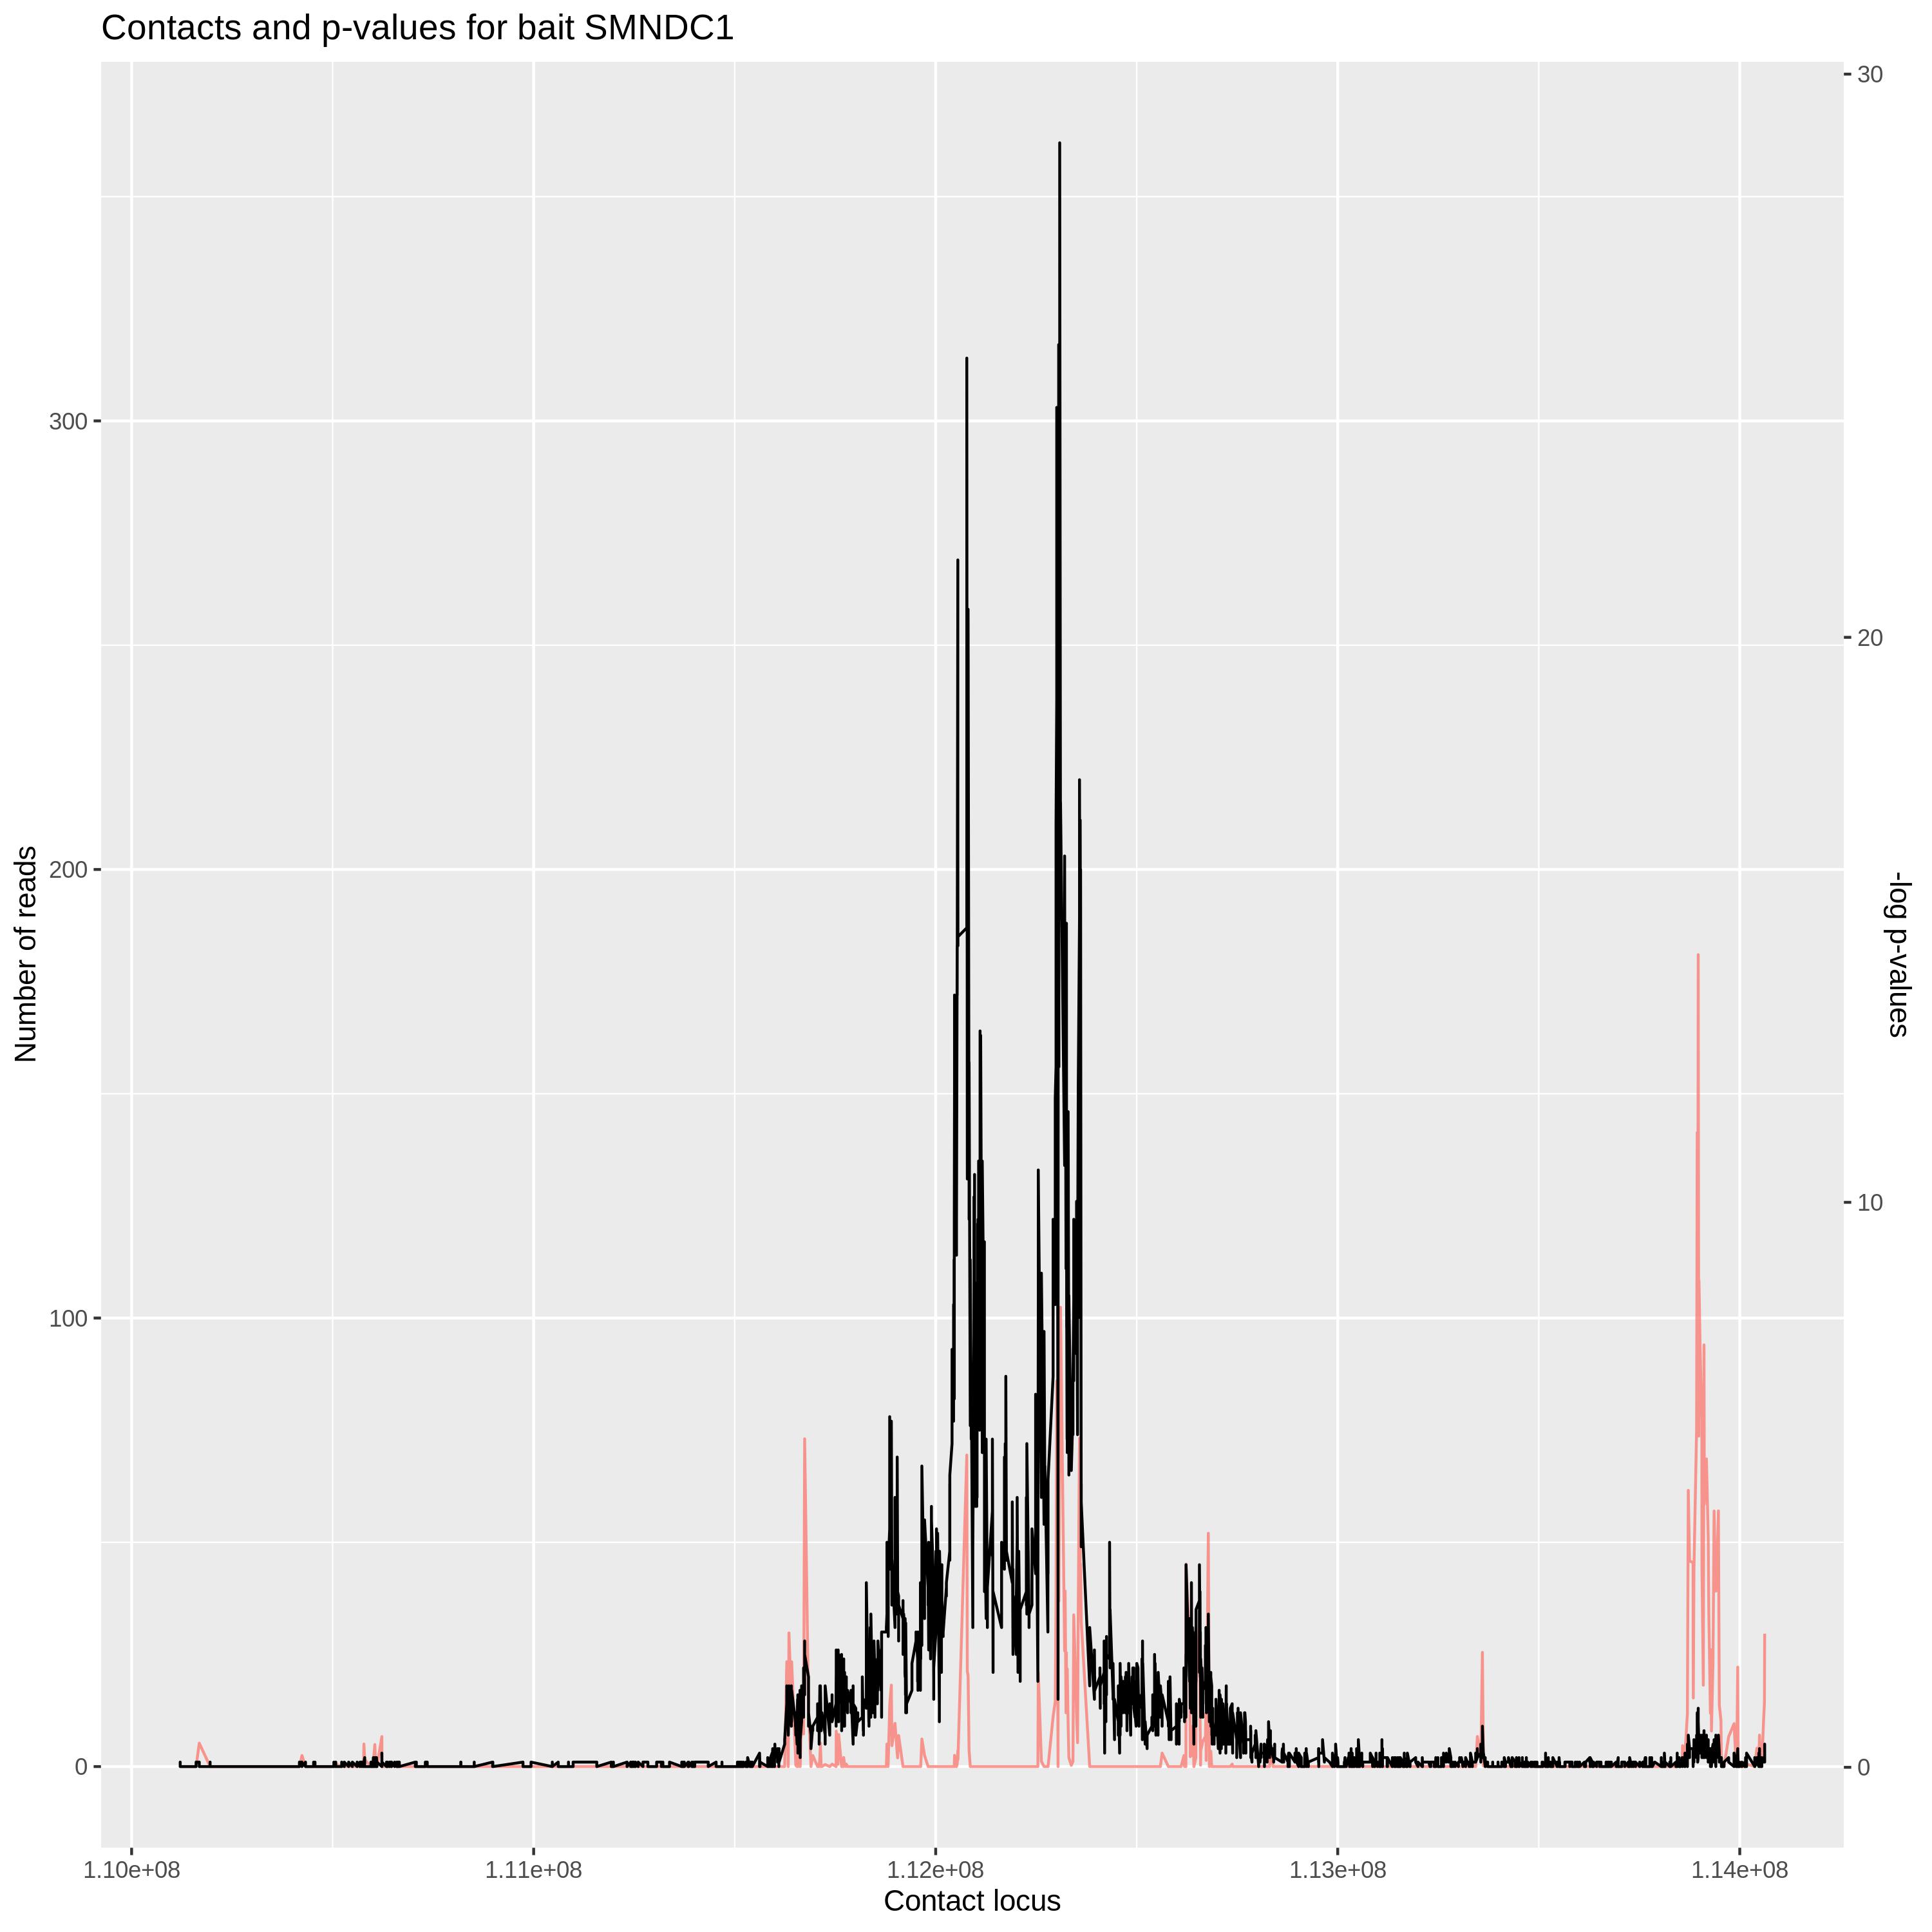 Contacts and p-values for bait SMNDC1
30
300
20
200
Number of reads
-log p-values
10
100
0
0
1.10e+08
1.11e+08
1.12e+08
1.13e+08
1.14e+08
Contact locus